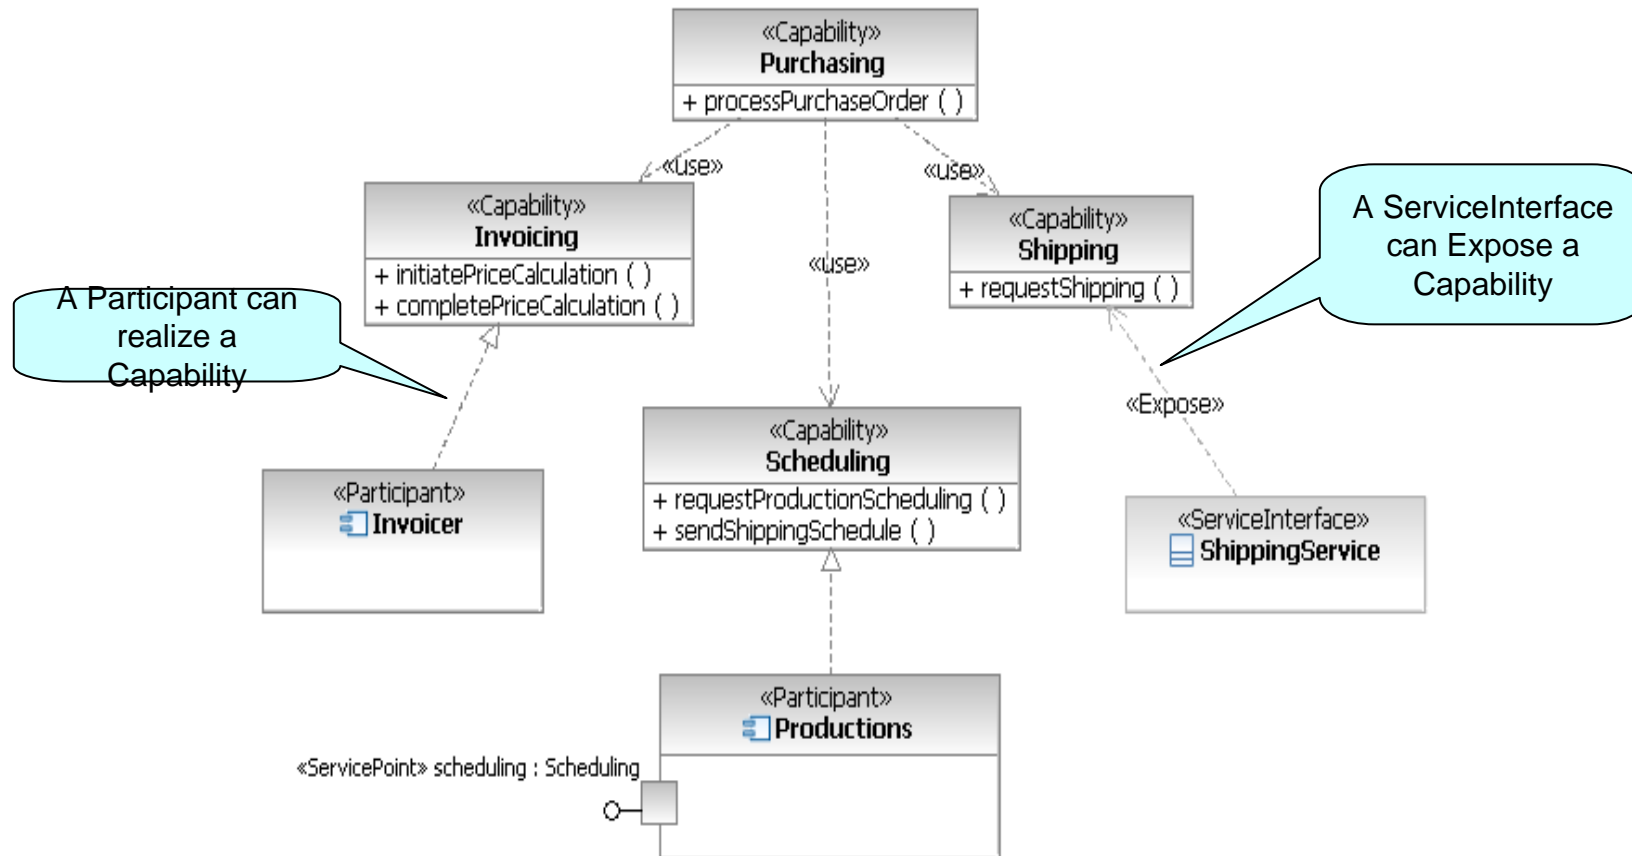 «Capability»
Purchasing
+ processPurchaseOrder ( )
«use»
«use»
«use»
«Capability»
Invoicing
+ initiatePriceCalculation ( )
+ completePriceCalculation ( )
«Capability»
Shipping
+ requestShipping ( )
A ServiceInterface
can Expose a
Capability
A Participant can
realize a
Capability
«Expose»
«Capability»
Scheduling
+ requestProductionScheduling ( )
+ sendShippingSchedule ( )
«Participant»
Invoicer
«ServiceInterface»
ShippingService
«Participant»
Productions
«ServicePoint» scheduling : Scheduling